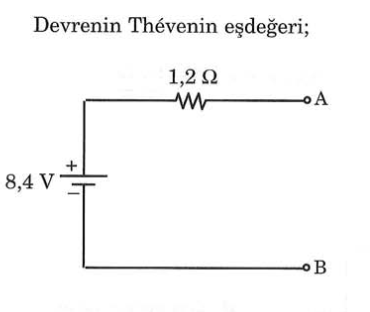 Devrenin Thévenin eşdeğeri;
1,2 Ω
A
+
8,4 V
−
B